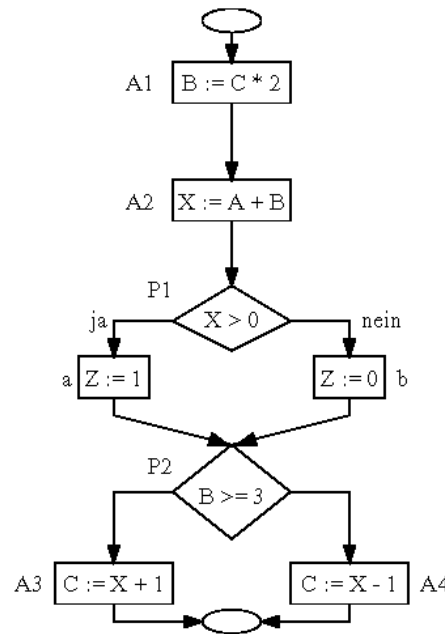 A1 B := C * 2
A2 X := A + B
P1
ja X > 0 nein
a Z := 1 Z := 0 b
P2
B >= 3
A3 C := X + 1 C := X - 1 A4